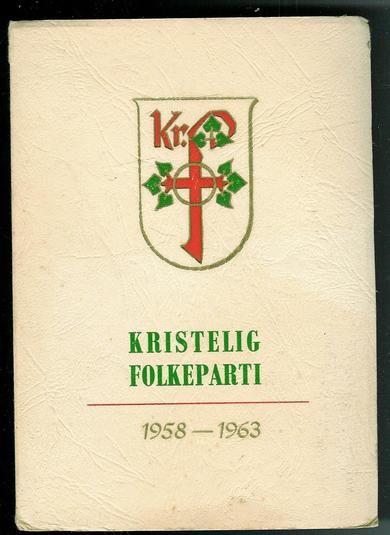 Kr.P
KRISTELIG
FOLKEPARTI
1958 — 1963